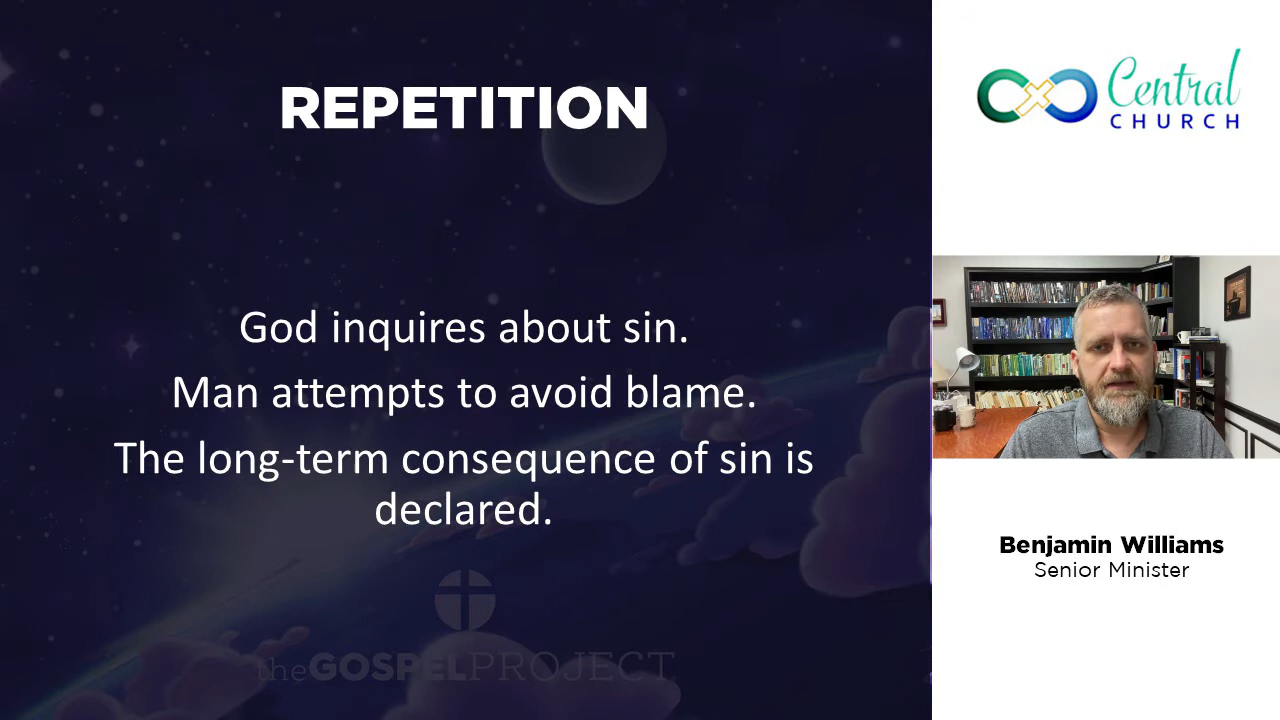 REPETITION
God inquires about sin.
Man attempts to avoid blame.
The long-term consequence of sin is
declared.
theGOSPELPROJECT
Central
CHURCH
Benjamin Williams
Senior Minister